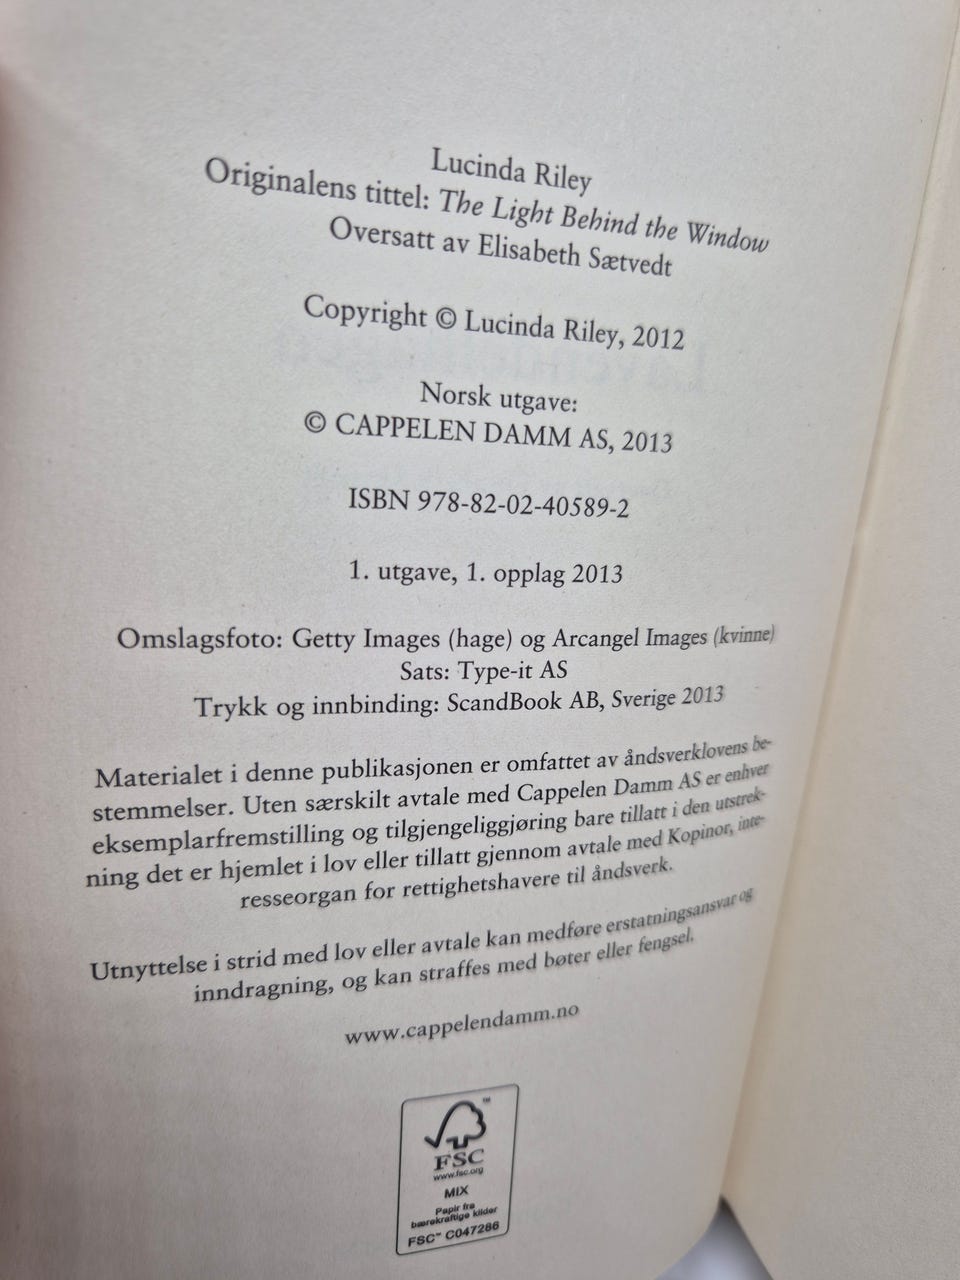 Lucinda Riley
Originalens tittel: The Light Behind the Window
Oversatt av Elisabeth Sætvedt
Copyright © Lucinda Riley, 2012
Norsk utgave:
© CAPPELEN DAMM AS, 2013
ISBN 978-82-02-40589-2
1. utgave, 1. opplag 2013
Omslagsfoto: Getty Images (hage) og Arcangel Images (kvinne)
Sats: Type-it AS
Trykk og innbinding: ScandBook AB, Sverige 2013
Materialet i denne publikasjonen er omfattet av åndsverklovens be-
stemmelser. Uten særskilt avtale med Cappelen Damm AS er enhver
eksemplarfremstilling og tilgjengeliggjøring bare tillatt i den utstrek-
ning det er hjemlet i lov eller tillatt gjennom avtale med Kopinor, inte-
resseorgan for rettighetshavere til åndsverk.
Utnyttelse i strid med lov eller avtale kan medføre erstatningsansvar og
inndragning, og kan straffes med bøter eller fengsel.
www.cappelendamm.no
™
FSC
www.fsc.org
MIX
Papir fra
bærekraftige kilder
FSC™ C047286